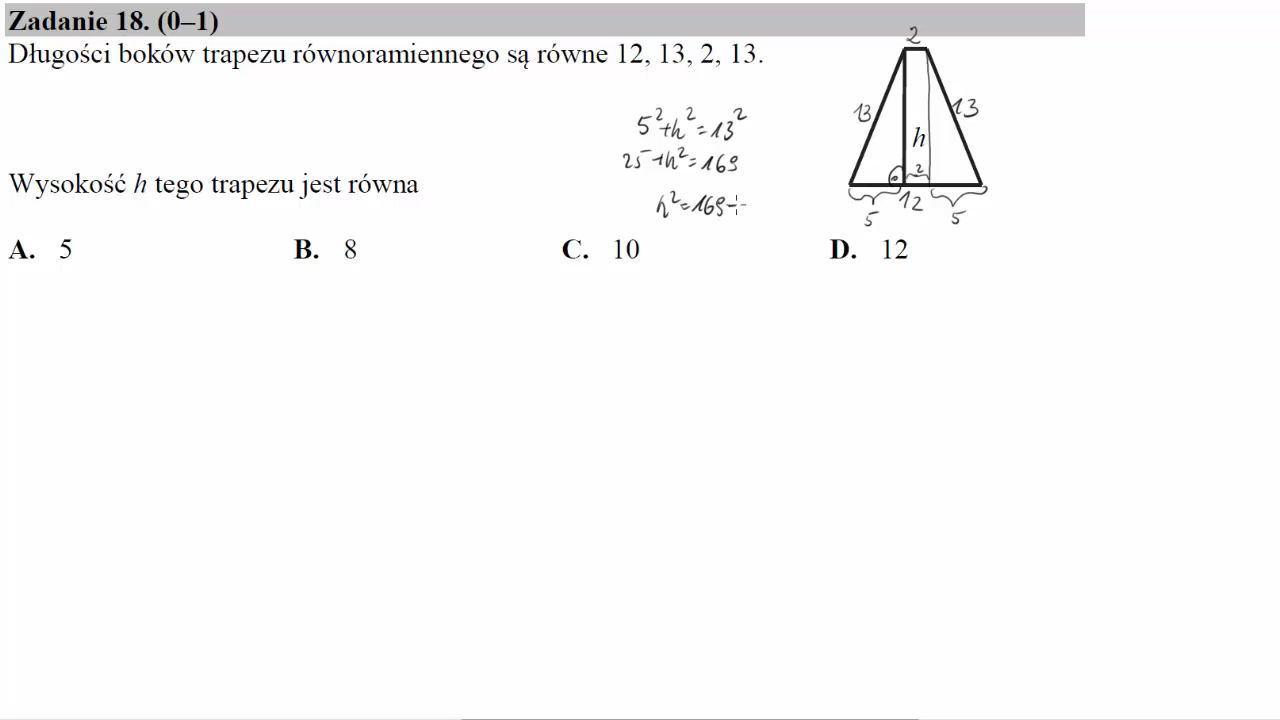 Zadanie 18. (0–1)
Długości boków trapezu równoramiennego są równe 12, 13, 2, 13.
2
13
13
h
2
12
5
5
5²+h²=13²
25+h²=169
h²=169-
Wysokość h tego trapezu jest równa
A. 5 B. 8 C. 10 D. 12